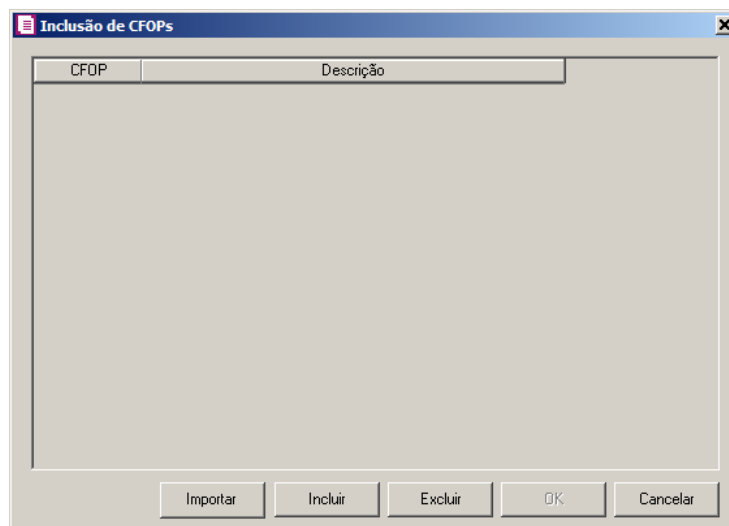 Inclusão de CFOPs
CFOP Descrição
Importar Incluir Excluir OK Cancelar